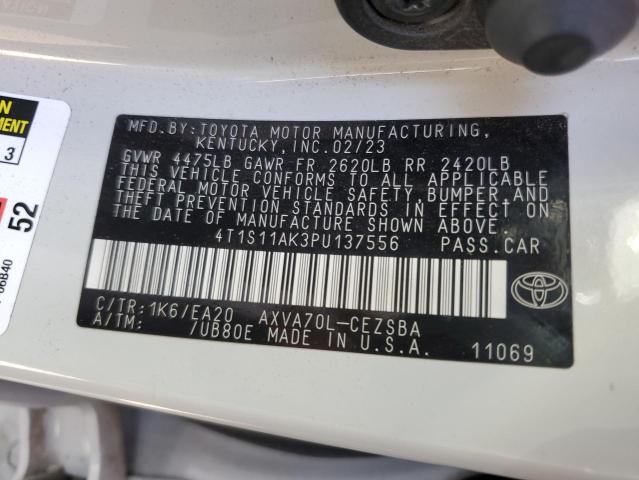 MFD. BY: TOYOTA MOTOR MANUFACTURING,
KENTUCKY, INC. 02/23
GVWR 4475LB GAWR FR 2620LB RR 2420LB
THIS VEHICLE CONFORMS TO ALL APPLICABLE
FEDERAL MOTOR VEHICLE SAFETY, BUMPER, AND
THEFT PREVENTION STANDARDS IN EFFECT ON
THE DATE OF MANUFACTURE SHOWN ABOVE.
4T1S11AK3PU137556 PASS.CAR
C/TR: 1K6/EA20 AXVA70L-CEZSBA
A/TM: /UB80E MADE IN U.S.A. 11069
3
52
06B40